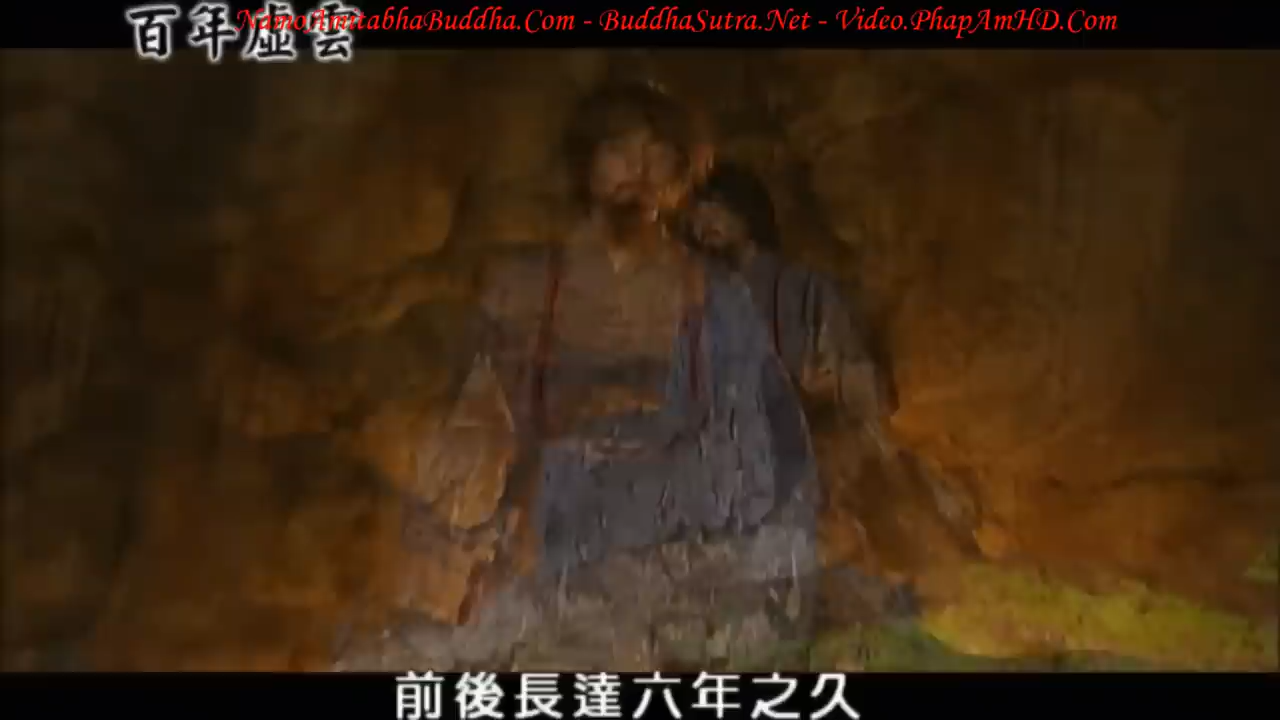 NamoAmitabhaBuddha.Com - BuddhaSutra.Net - Video.PhapAmHD.Com
百年虛雲
前後長達六年之久